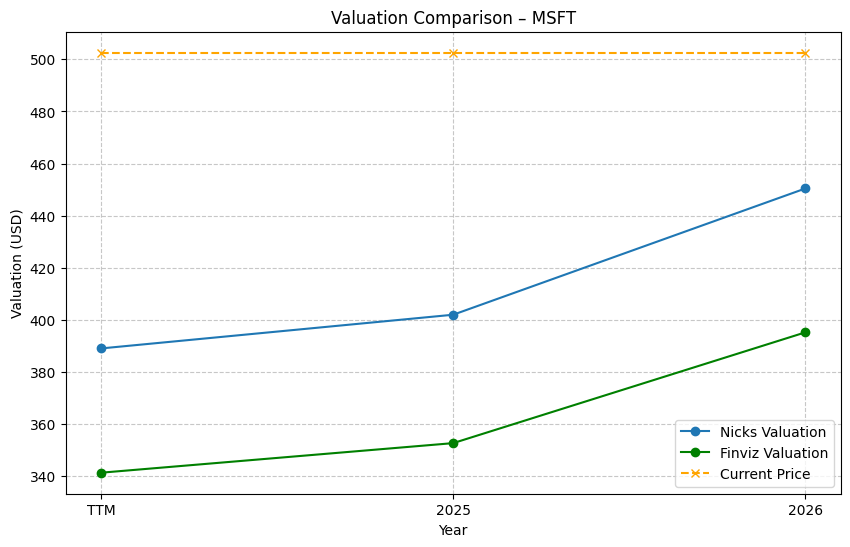 Valuation Comparison – MSFT
Valuation (USD)
500
480
460
440
420
400
380
360
340
TTM
2025
2026
Year
Nicks Valuation
Finviz Valuation
Current Price